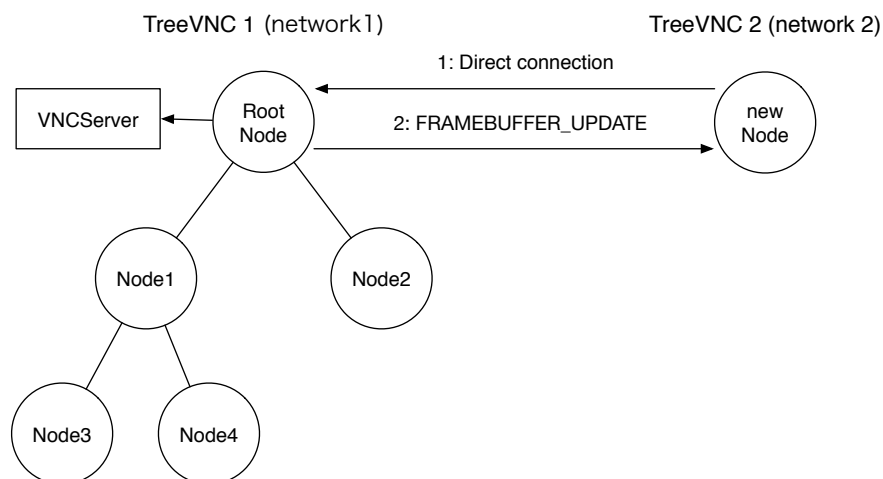 TreeVNC 1 (network1)
TreeVNC 2 (network 2)
1: Direct connection
VNCServer
Root
Node
2: FRAMEBUFFER_UPDATE
new
Node
Node1
Node2
Node3
Node4